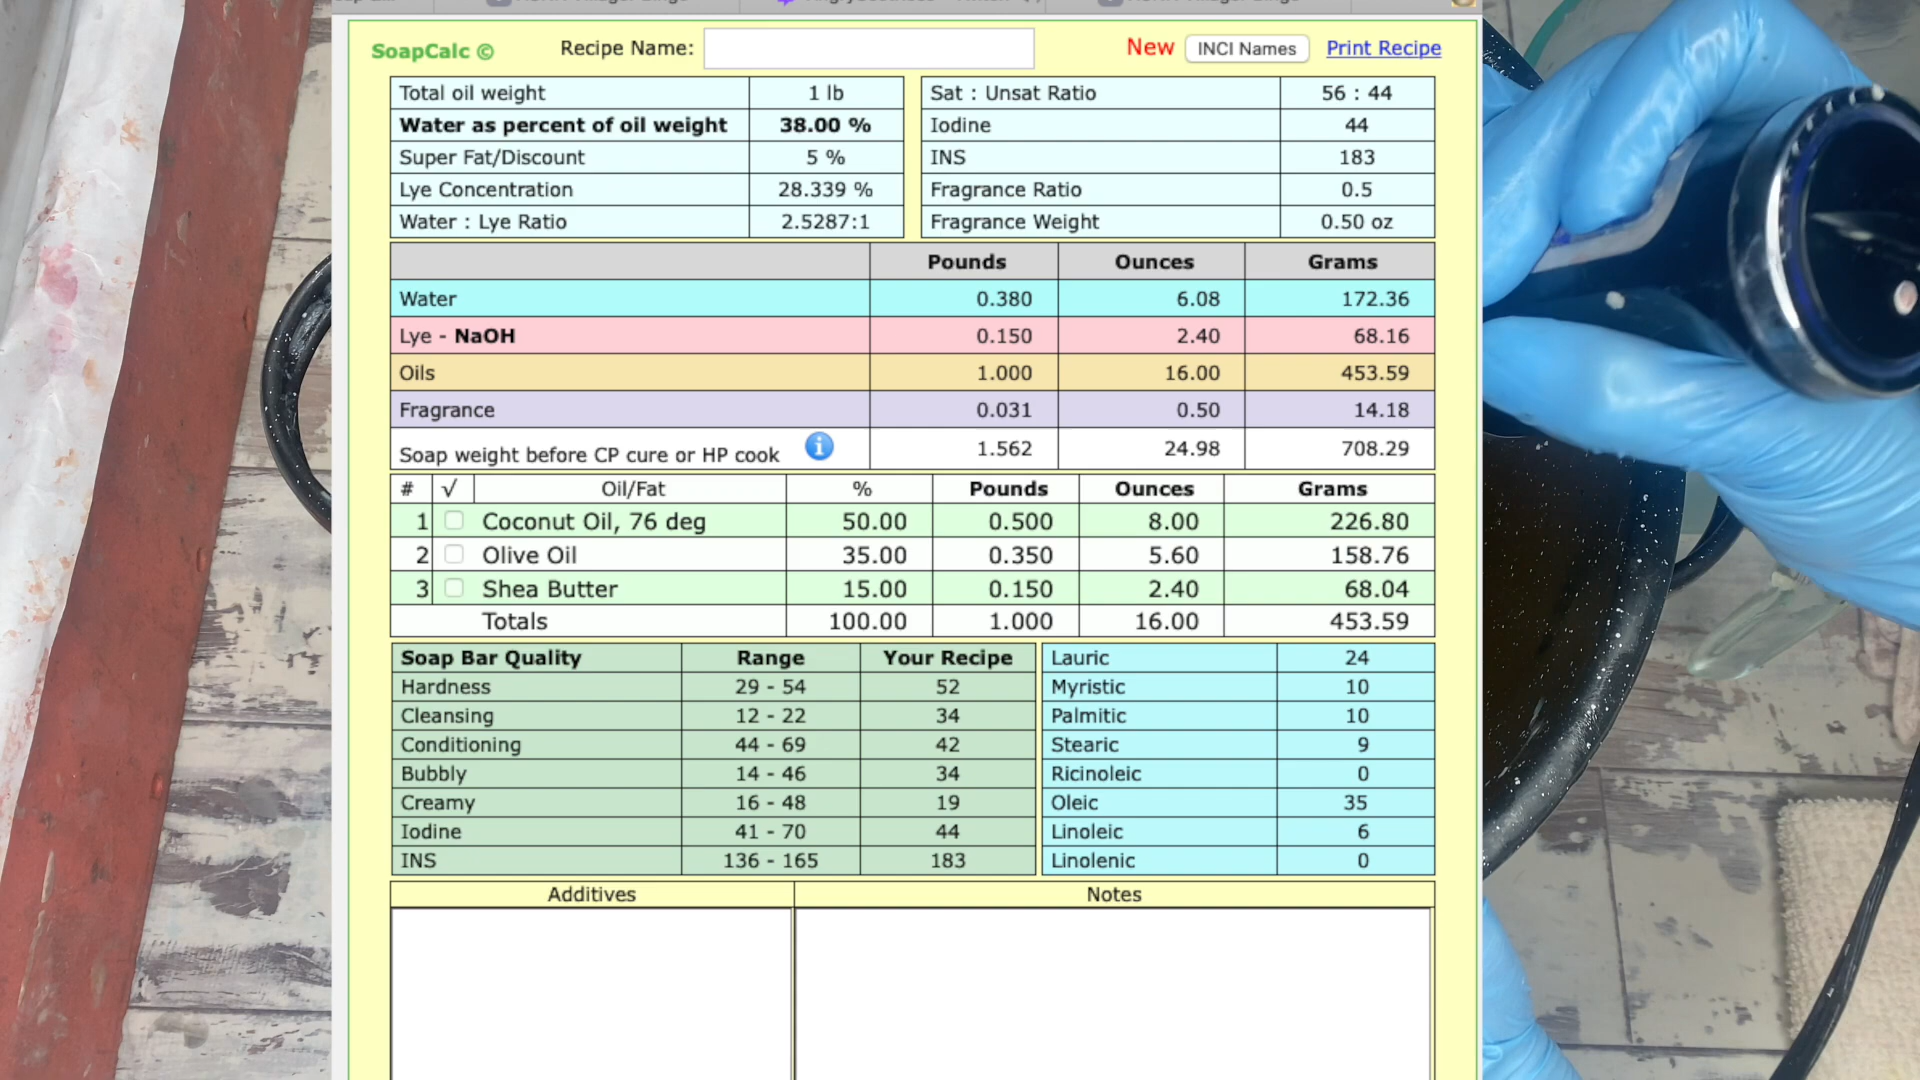 SoapCalc © Recipe Name: New INCI Names Print Recipe
Total oil weight 1 lb Sat : Unsat Ratio 56 : 44
Water as percent of oil weight 38.00 % Iodine 44
Super Fat/Discount 5 % INS 183
Lye Concentration 28.339 % Fragrance Ratio 0.5
Water : Lye Ratio 2.5287:1 Fragrance Weight 0.50 oz
Pounds Ounces Grams
Water 0.380 6.08 172.36
Lye - NaOH 0.150 2.40 68.16
Oils 1.000 16.00 453.59
Fragrance 0.031 0.50 14.18
Soap weight before CP cure or HP cook i 1.562 24.98 708.29
# √ Oil/Fat % Pounds Ounces Grams
1 Coconut Oil, 76 deg 50.00 0.500 8.00 226.80
2 Olive Oil 35.00 0.350 5.60 158.76
3 Shea Butter 15.00 0.150 2.40 68.04
Totals 100.00 1.000 16.00 453.59
Soap Bar Quality Range Your Recipe Lauric 24
Hardness 29 - 54 52 Myristic 10
Cleansing 12 - 22 34 Palmitic 10
Conditioning 44 - 69 42 Stearic 9
Bubbly 14 - 46 34 Ricinoleic 0
Creamy 16 - 48 19 Oleic 35
Iodine 41 - 70 44 Linoleic 6
INS 136 - 165 183 Linolenic 0
Additives Notes